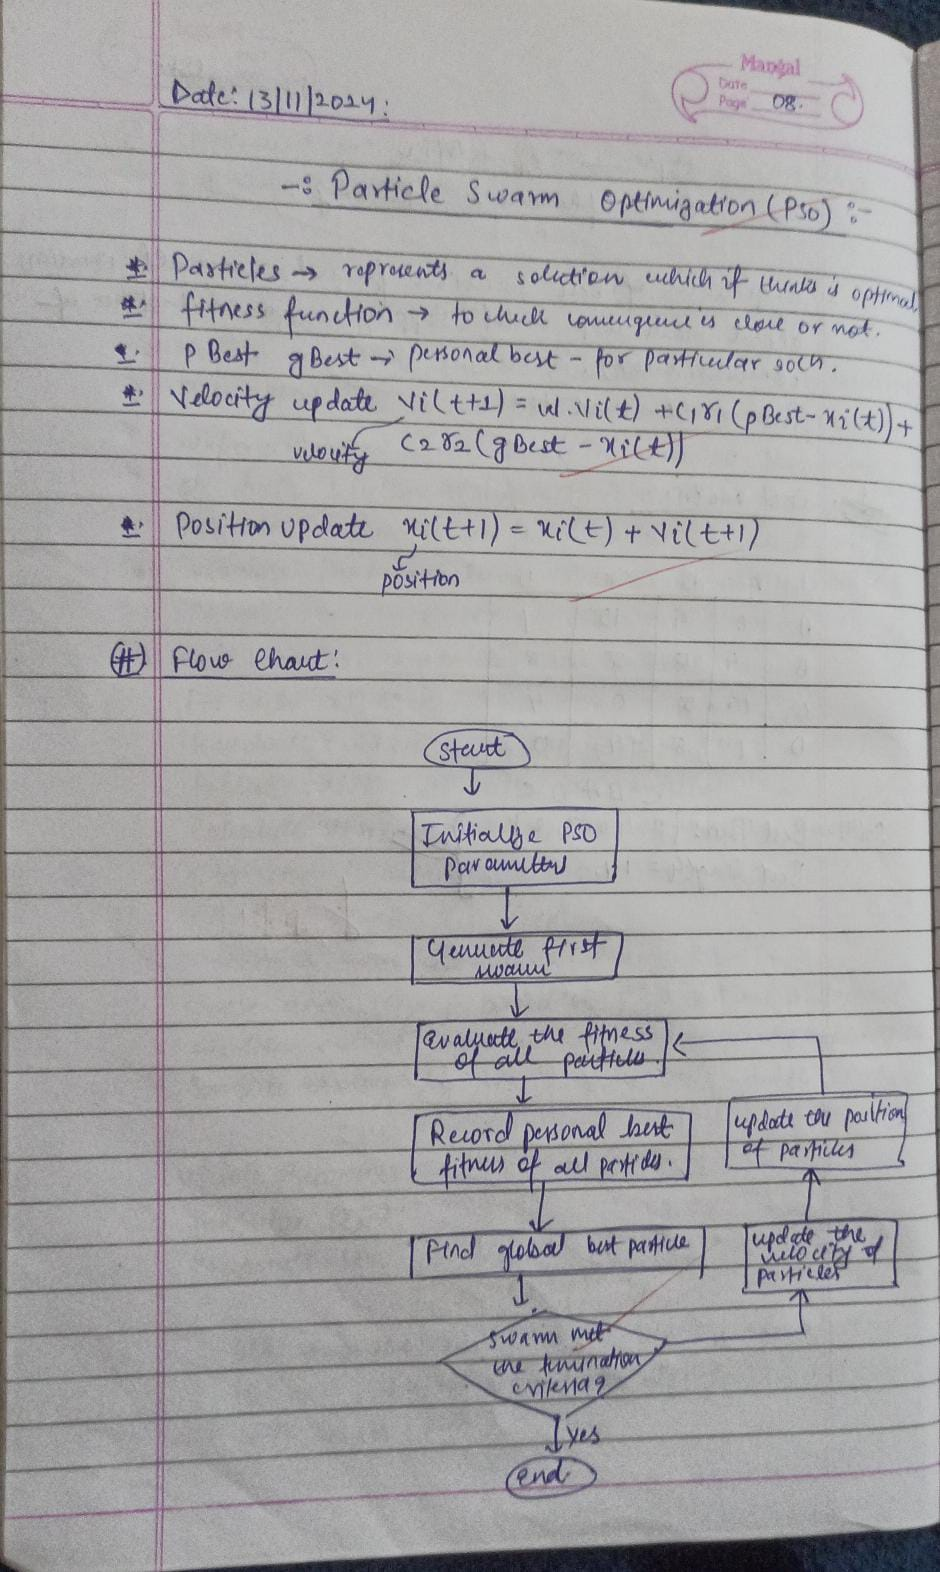 Mangal
Date
Page 08.
Date: 13/11/2024:
-: Particle Swarm Optimization (PSO) :-
*. Particles → represents a solution which it thinks is optimal.
*. fitness function → to check convergence is close or not.
*. P Best gBest → personal best - for particular
*. Velocity update Vi(t+1) = w.Vi(t) + C1r1 (pBest - xi(t)) +
velocity C2r2 (gBest - xi(t))
*. Position update xi(t+1) = xi(t) + Vi(t+1)
position
(#) Flow Chart:
Start
Initialize PSO
Parameters
Generate first
swarm
Evaluate the fitness
of all particles.
Record personal best
fitness of all particles.
update the position
of particles
Find global best particle
update the
velocity of
particles
Swarm met
the termination
criteria?
Yes
end